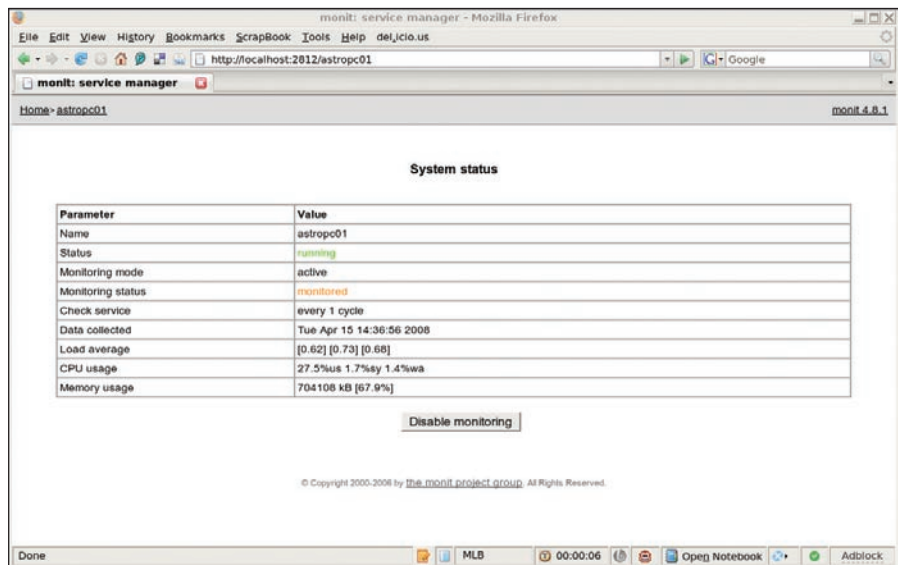 monit: service manager - Mozilla Firefox
File Edit View History Bookmarks ScrapBook Tools Help del.icio.us
http://localhost:2812/astropc01 Google
monit: service manager
Home > astropc01 monit 4.8.1
System status
Parameter Value
Name astropc01
Status running
Monitoring mode active
Monitoring status monitored
Check service every 1 cycle
Data collected Tue Apr 15 14:36:56 2008
Load average [0.62] [0.73] [0.68]
CPU usage 27.5%us 1.7%sy 1.4%wa
Memory usage 704108 kB [67.9%]
Disable monitoring
© Copyright 2000-2006 by the monit project group. All Rights Reserved.
Done MLB 00:00:06 Open Notebook Adblock